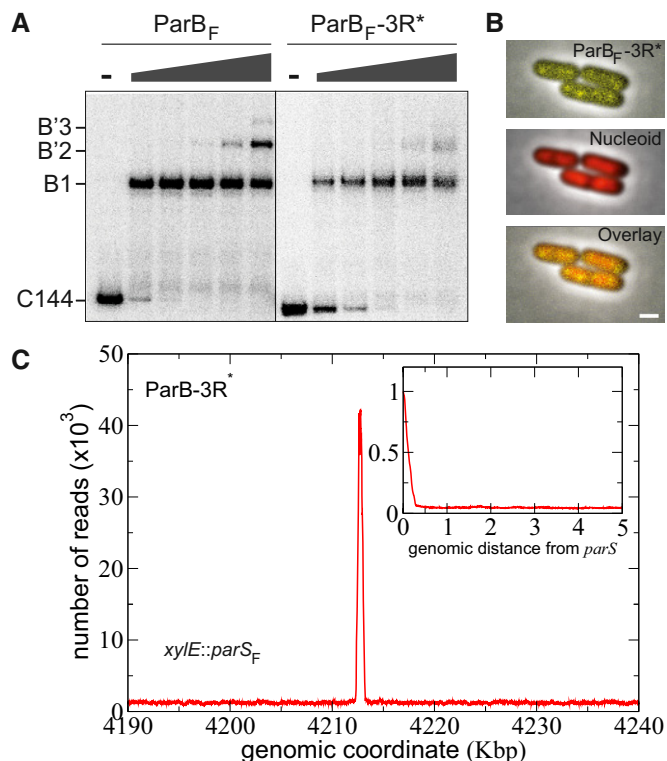 A
ParB_F
ParB_F-3R*
-
-
B'3
B'2
B1
C144
B
ParB_F-3R*
Nucleoid
Overlay
C
ParB-3R*
number of reads (x10³)
50
40
30
20
10
0
xylE::parS_F
1
0.5
0
0 1 2 3 4 5
genomic distance from parS
4190 4200 4210 4220 4230 4240
genomic coordinate (Kbp)